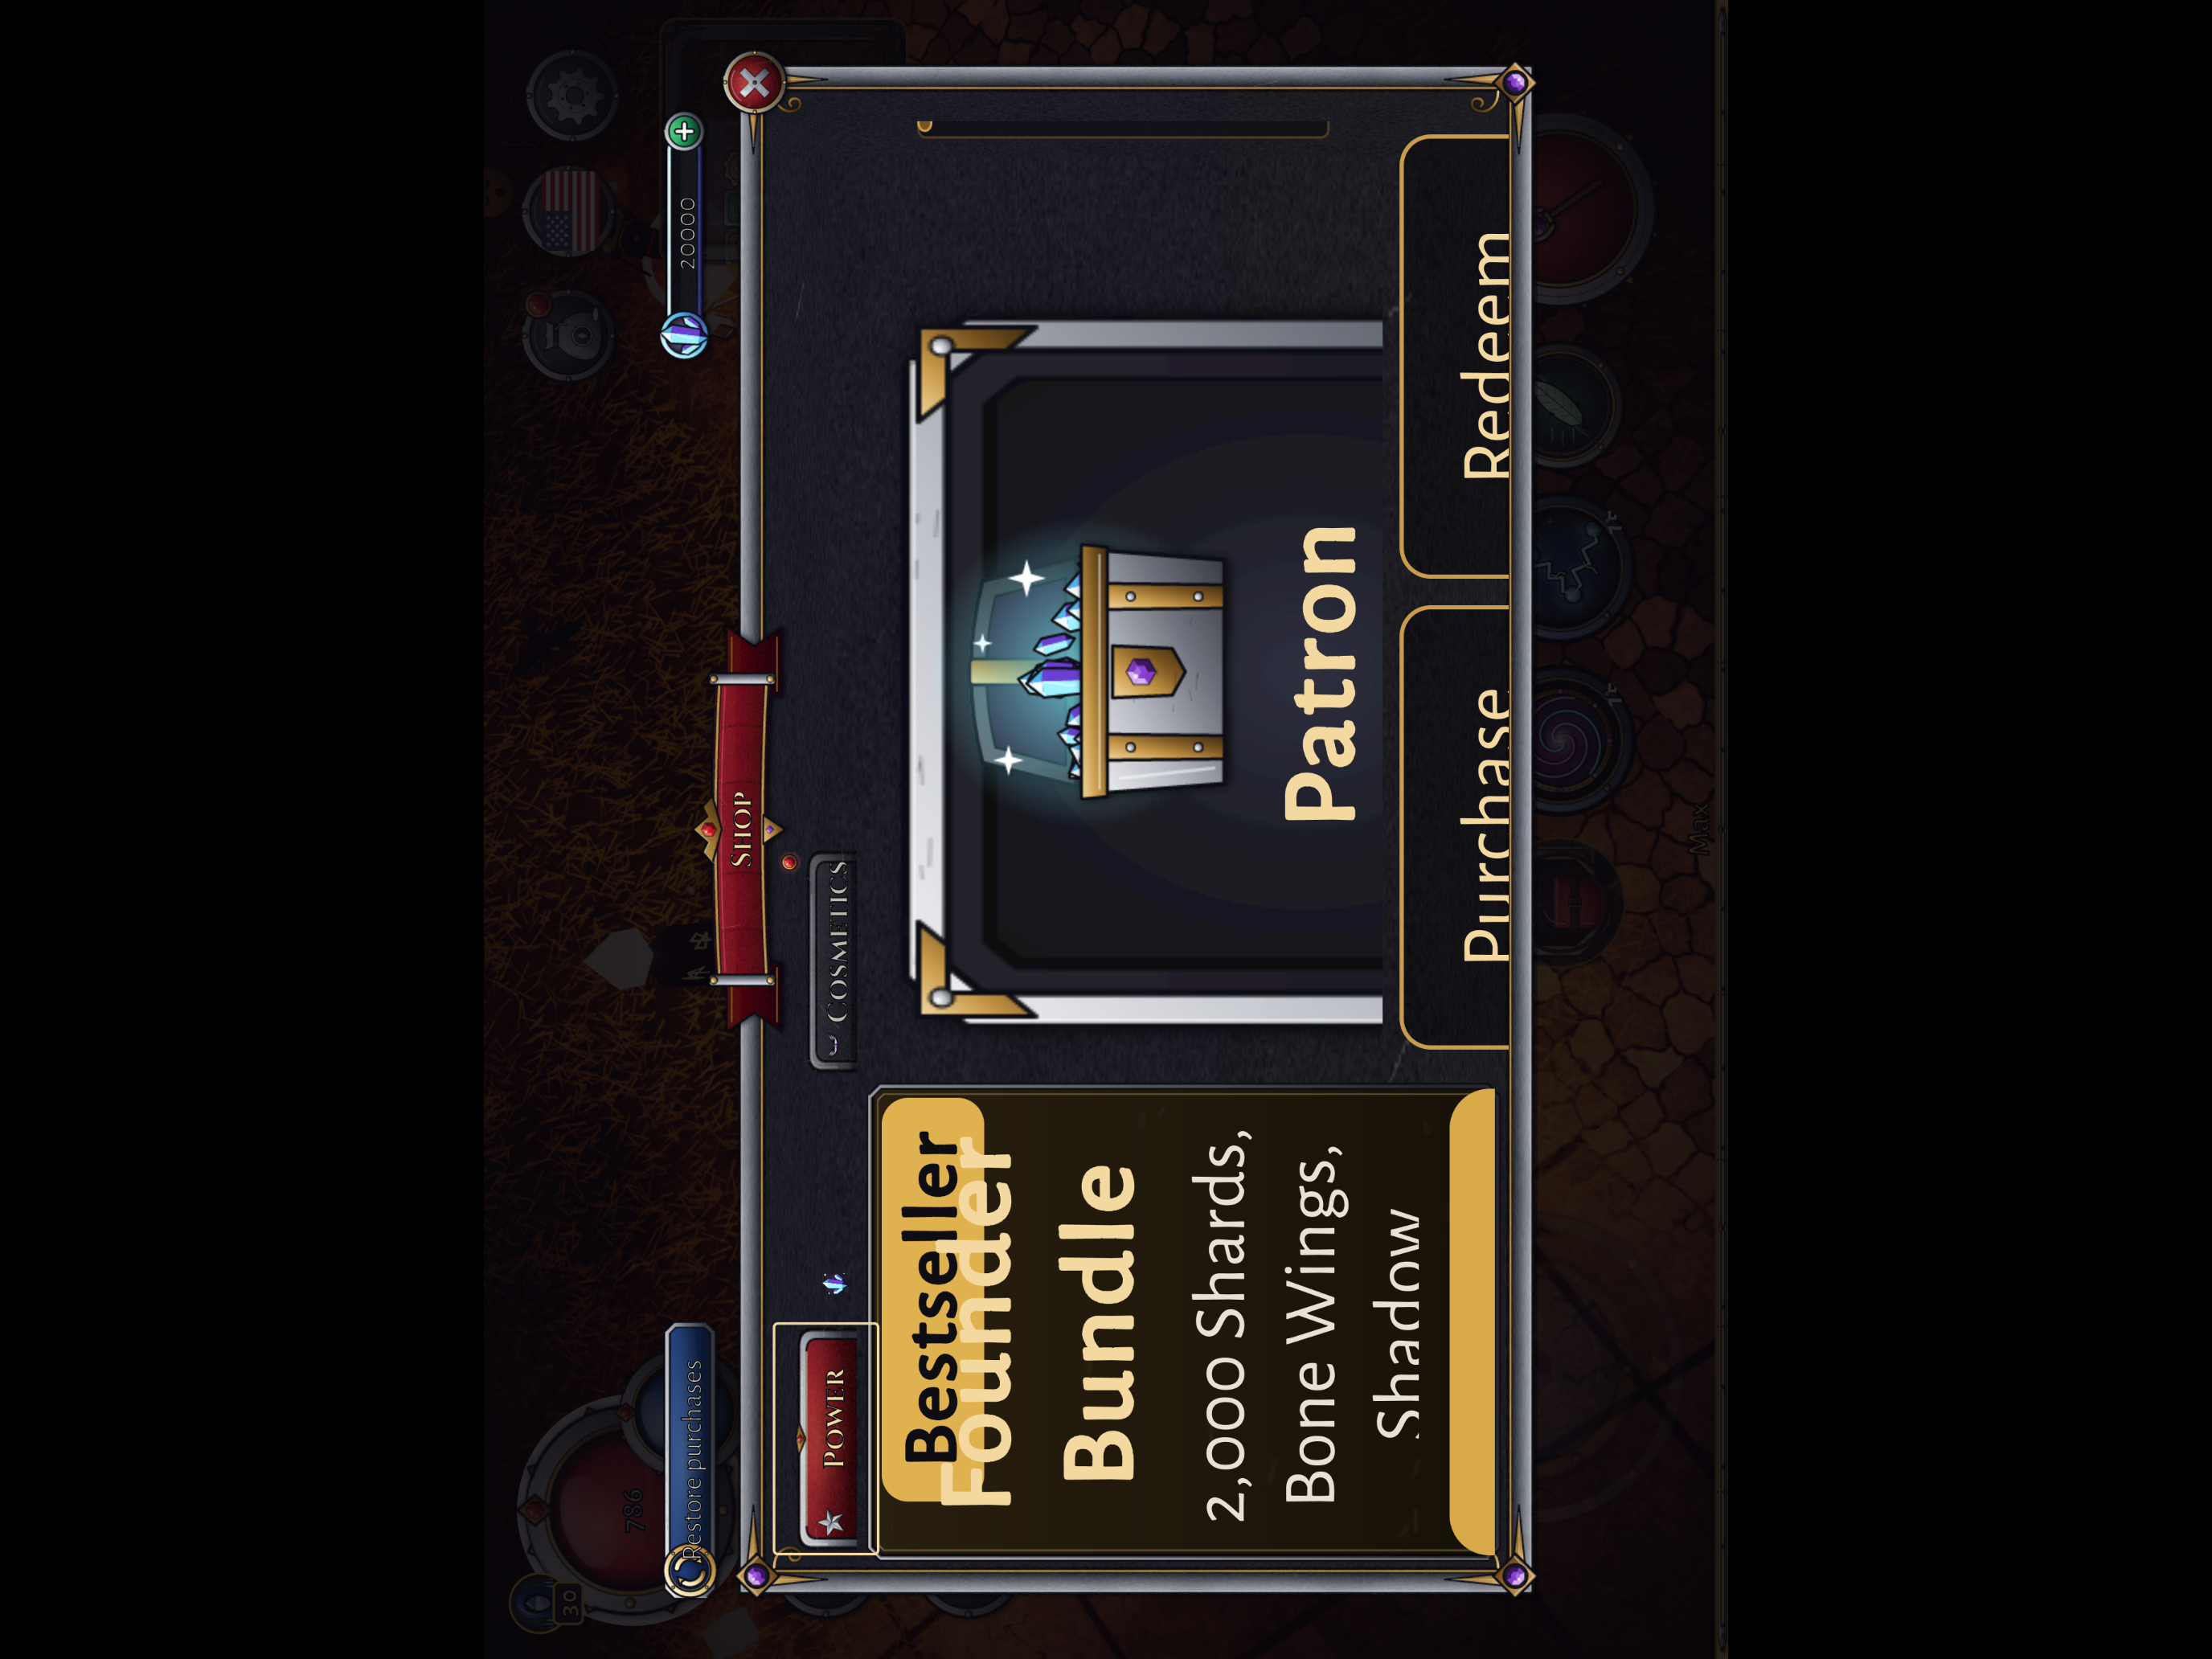 786
30
Restore purchases
SHOP
20000
POWER
COSMETICS
Bestseller
Founder
Bundle
2,000 Shards,
Bone Wings,
Shadow
Patron
Purchase
Redeem
Max